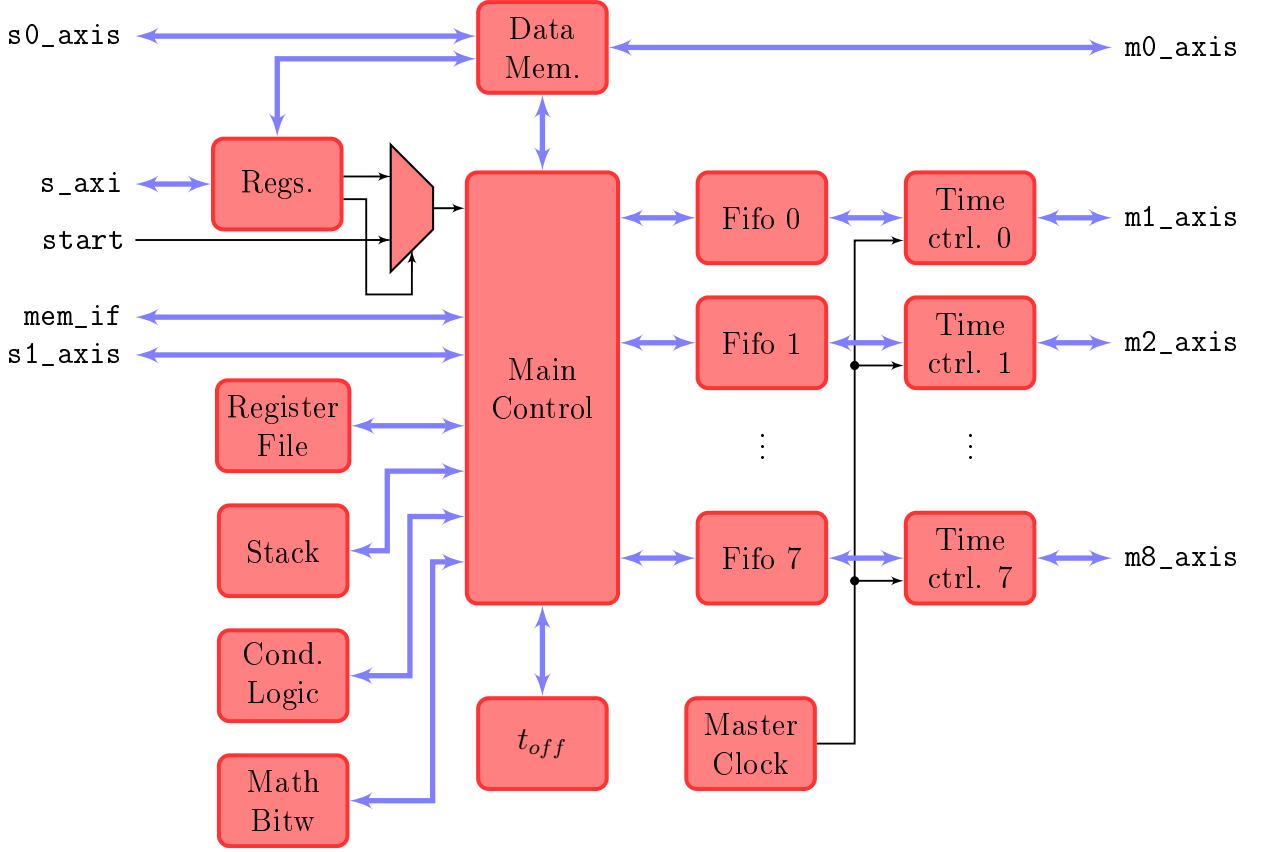 s0_axis
Data
Mem.
m0_axis
s_axi
Regs.
start
mem_if
s1_axis
Main
Control
Fifo 0
Time
ctrl. 0
m1_axis
Fifo 1
Time
ctrl. 1
m2_axis
⋮
⋮
Fifo 7
Time
ctrl. 7
m8_axis
Register
File
Stack
Cond.
Logic
Math
Bitw
t_{off}
Master
Clock